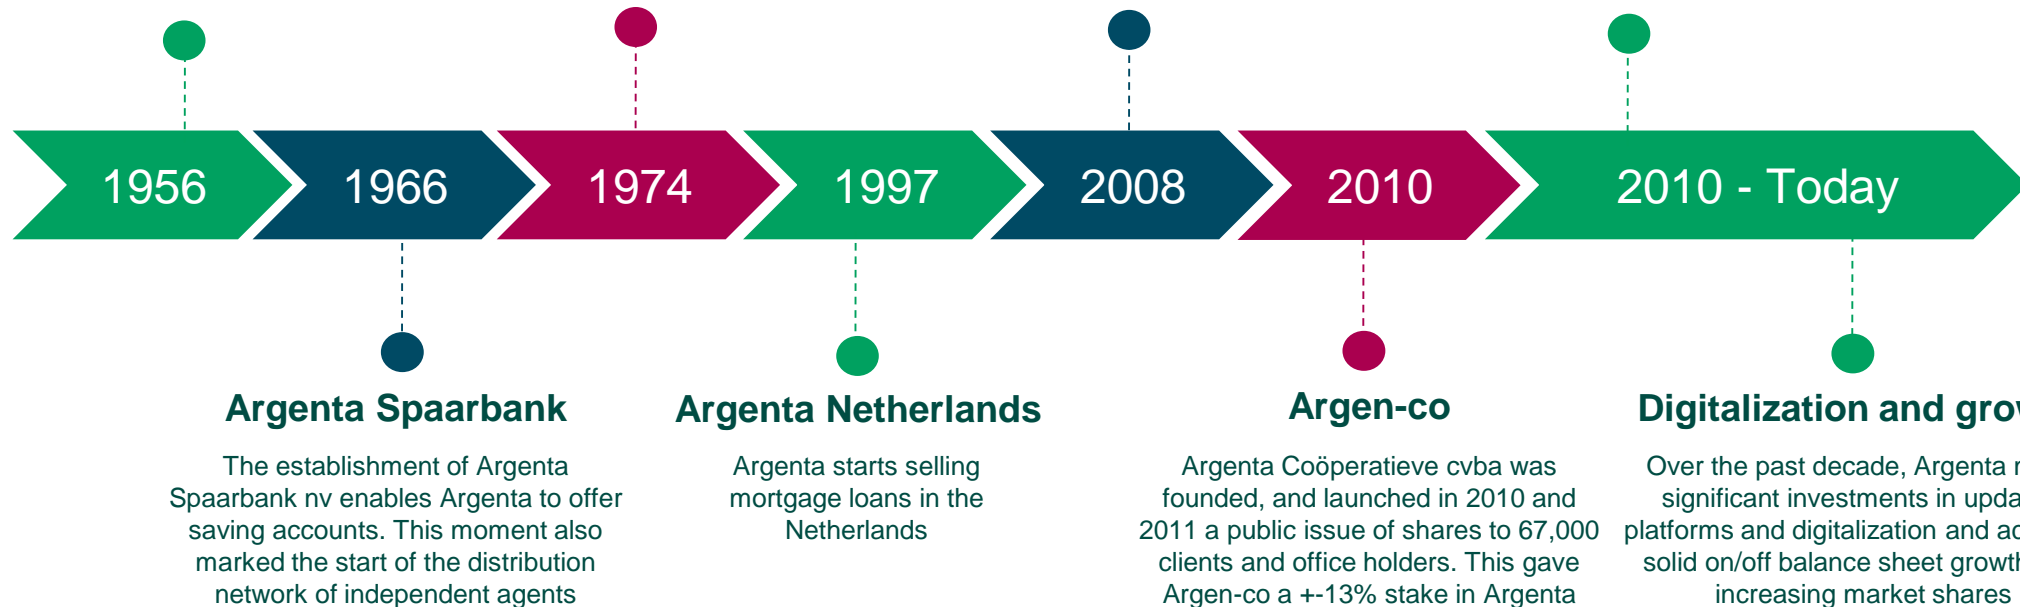 1956
1966
1974
1997
2008
2010
2010 - Today
Argenta Spaarbank
The establishment of Argenta
Spaarbank nv enables Argenta to offer
saving accounts. This moment also
marked the start of the distribution
network of independent agents
Argenta Netherlands
Argenta starts selling
mortgage loans in the
Netherlands
Argen-co
Argenta Coöperatieve cvba was
founded, and launched in 2010 and
2011 a public issue of shares to 67,000
clients and office holders. This gave
Argen-co a +-13% stake in Argenta
Digitalization and
Over the past decade, Argenta
significant investments in
platforms and digitalization and
solid on/off balance sheet growth
increasing market shares